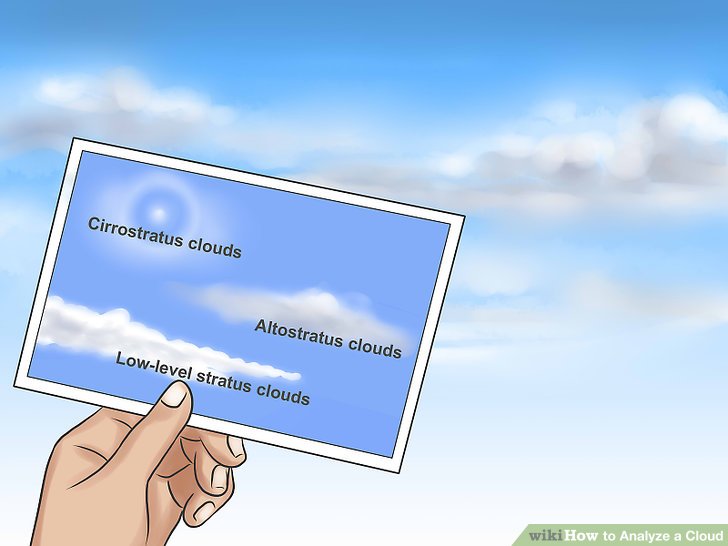 Cirrostratus clouds
Altostratus clouds
Low-level stratus clouds
wikiHow to Analyze a Cloud